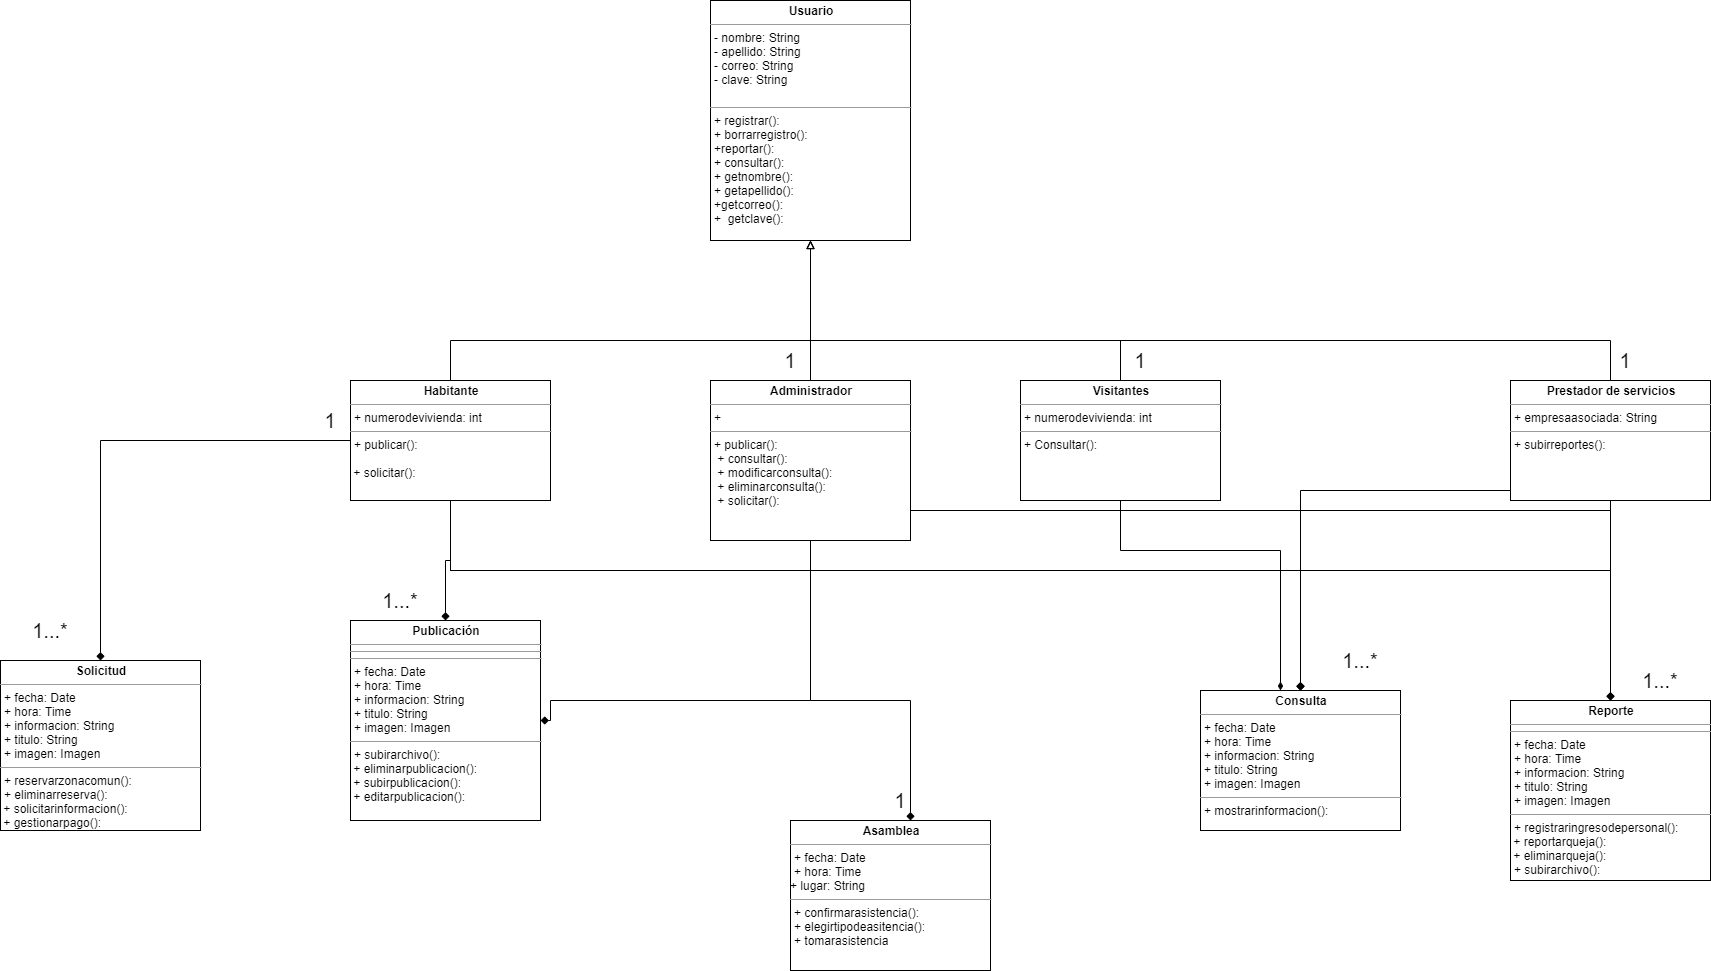 Usuario
- nombre: String
- apellido: String
- correo: String
- clave: String
+ registrar():
+ borrarregistro():
+reportar():
+ consultar():
+ getnombre():
+ getapellido():
+getcorreo():
+  getclave():
1
1
1
Habitante
+ numerodevivienda: int
+ publicar():
+ solicitar():
Administrador
+
+ publicar():
+ consultar():
+ modificarconsulta():
+ eliminarconsulta():
+ solicitar():
Visitantes
+ numerodevivienda: int
+ Consultar():
Prestador de servicios
+ empresaasociada: String
+ subirreportes():
1
1...*
1...*
1...*
1...*
Solicitud
+ fecha: Date
+ hora: Time
+ informacion: String
+ titulo: String
+ imagen: Imagen
+ reservarzonacomun():
+ eliminarreserva():
+ solicitarinformacion():
+ gestionarpago():
Publicación
+ fecha: Date
+ hora: Time
+ informacion: String
+ titulo: String
+ imagen: Imagen
+ subirarchivo():
+ eliminarpublicacion():
+ subirpublicacion():
+ editarpublicacion():
Consulta
+ fecha: Date
+ hora: Time
+ informacion: String
+ titulo: String
+ imagen: Imagen
+ mostrarinformacion():
Reporte
+ fecha: Date
+ hora: Time
+ informacion: String
+ titulo: String
+ imagen: Imagen
+ registraringresodepersonal():
+ reportarqueja():
+ eliminarqueja():
+ subirarchivo():
1
Asamblea
+ fecha: Date
+ hora: Time
+ lugar: String
+ confirmarasistencia():
+ elegirtipodeasitencia():
+ tomarasistencia